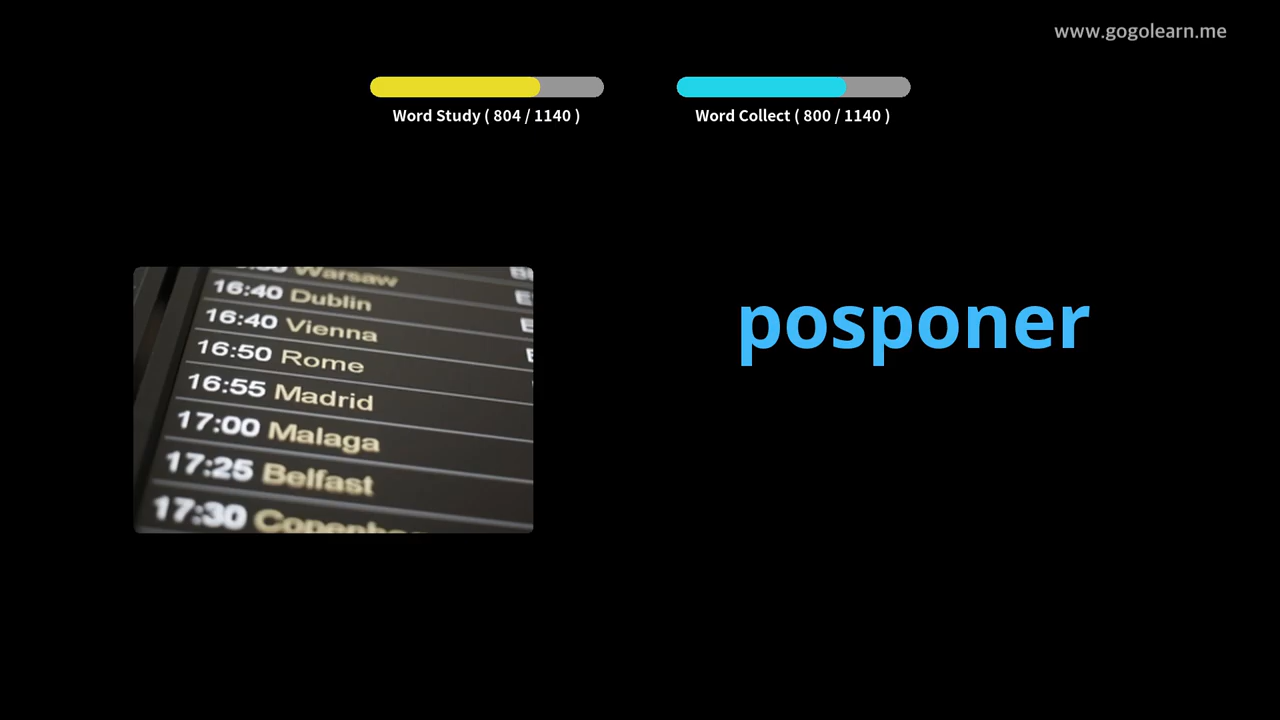 www.gogolearn.me
Word Study ( 804 / 1140 )
Word Collect ( 800 / 1140 )
Warsaw
16:40 Dublin
16:40 Vienna
16:50 Rome
16:55 Madrid
17:00 Malaga
17:25 Belfast
17:30
posponer